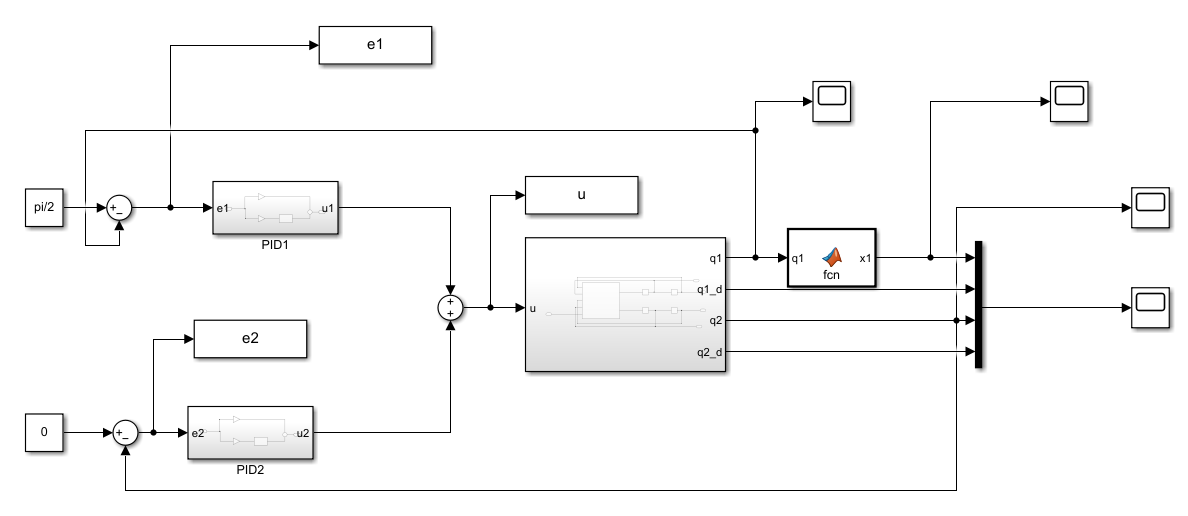 e1
pi/2
+
−
e1
u1
PID1
u
+
+
u
q1
q1_d
q2
q2_d
q1
x1
fcn
e2
0
+
−
e2
u2
PID2